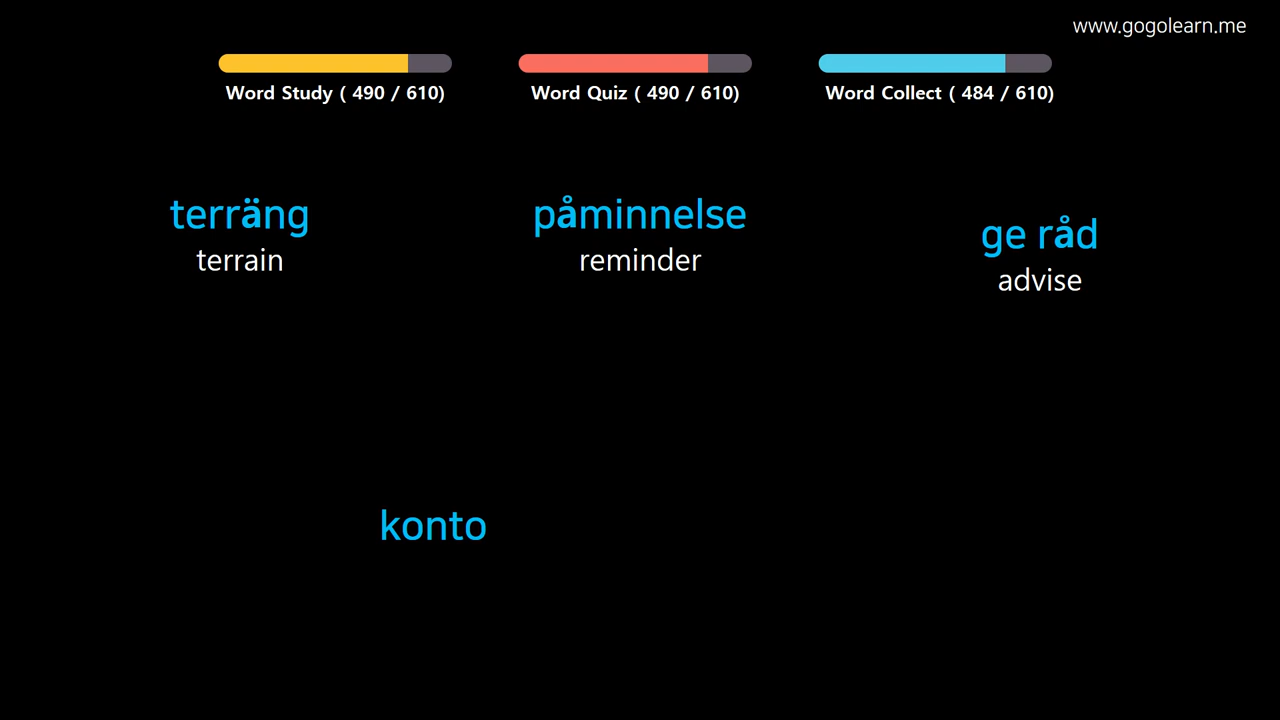 www.gogolearn.me
Word Study ( 490 / 610)
Word Quiz ( 490 / 610)
Word Collect ( 484 / 610)
terräng
terrain
påminnelse
reminder
ge råd
advise
konto